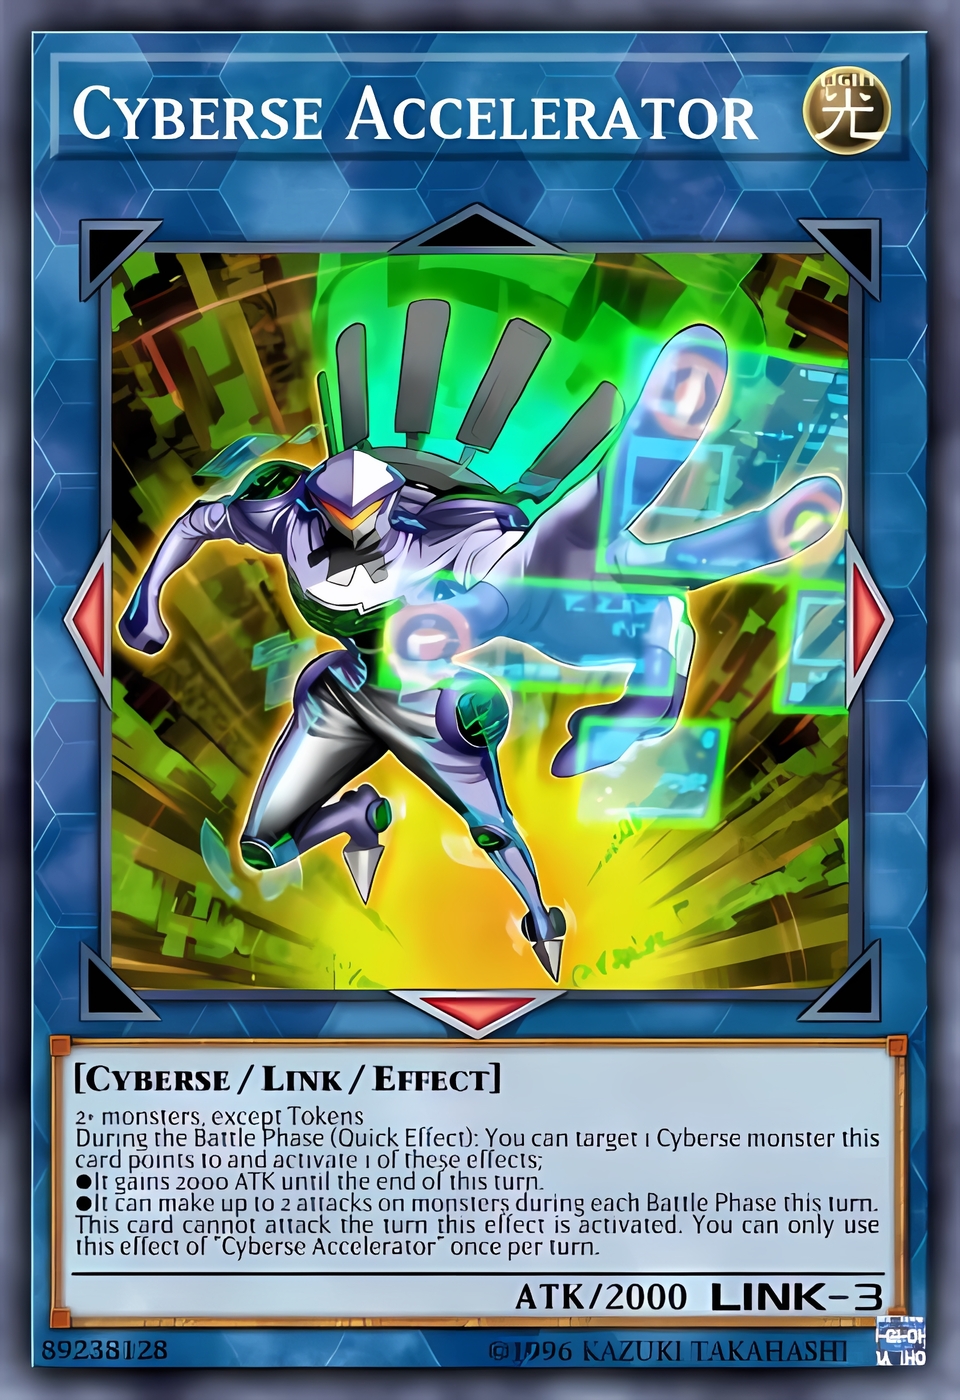 CYBERSE ACCELERATOR
光
[CYBERSE / LINK / EFFECT]
2+ monsters, except Tokens
During the Battle Phase (Quick Effect): You can target 1 Cyberse monster this
card points to and activate 1 of these effects;
●It gains 2000 ATK until the end of this turn.
●It can make up to 2 attacks on monsters during each Battle Phase this turn.
This card cannot attack the turn this effect is activated. You can only use
this effect of "Cyberse Accelerator" once per turn.
ATK/2000 LINK-3
89238128 ©1996 KAZUKI TAKAHASHI